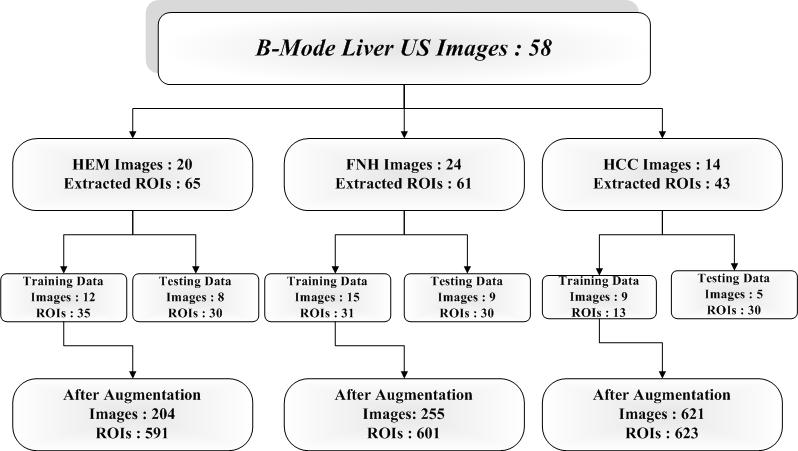 B-Mode Liver US Images : 58
HEM Images : 20
Extracted ROIs : 65
FNH Images : 24
Extracted ROIs : 61
HCC Images : 14
Extracted ROIs : 43
Training Data
Images : 12
ROIs : 35
Testing Data
Images : 8
ROIs : 30
Training Data
Images : 15
ROIs : 31
Testing Data
Images : 9
ROIs : 30
Training Data
Images : 9
ROIs : 13
Testing Data
Images : 5
ROIs : 30
After Augmentation
Images : 204
ROIs : 591
After Augmentation
Images: 255
ROIs : 601
After Augmentation
Images : 621
ROIs : 623